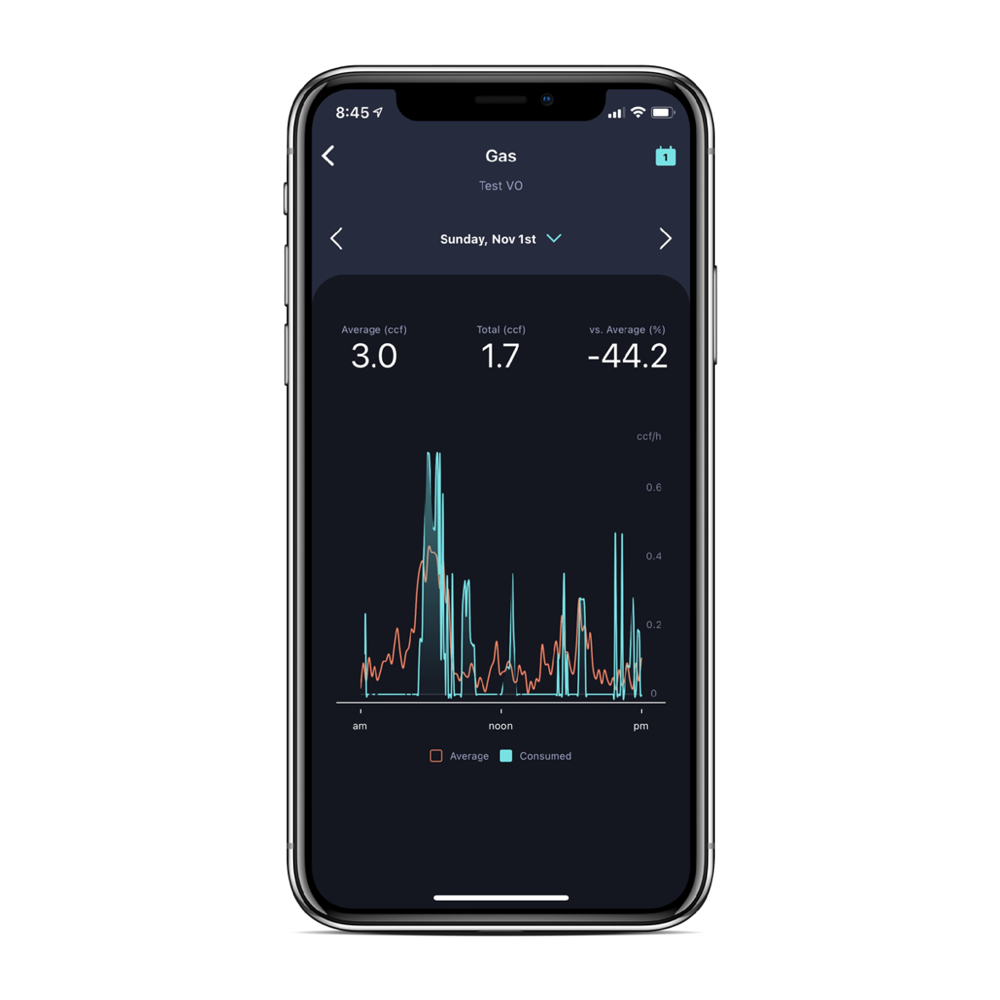 8:45
Gas
1
Test VO
Sunday, Nov 1st
Average (ccf) Total (ccf) vs. Average (%)
3.0 1.7 -44.2
ccf/h
0.6
0.4
0.2
0
am noon pm
Average Consumed